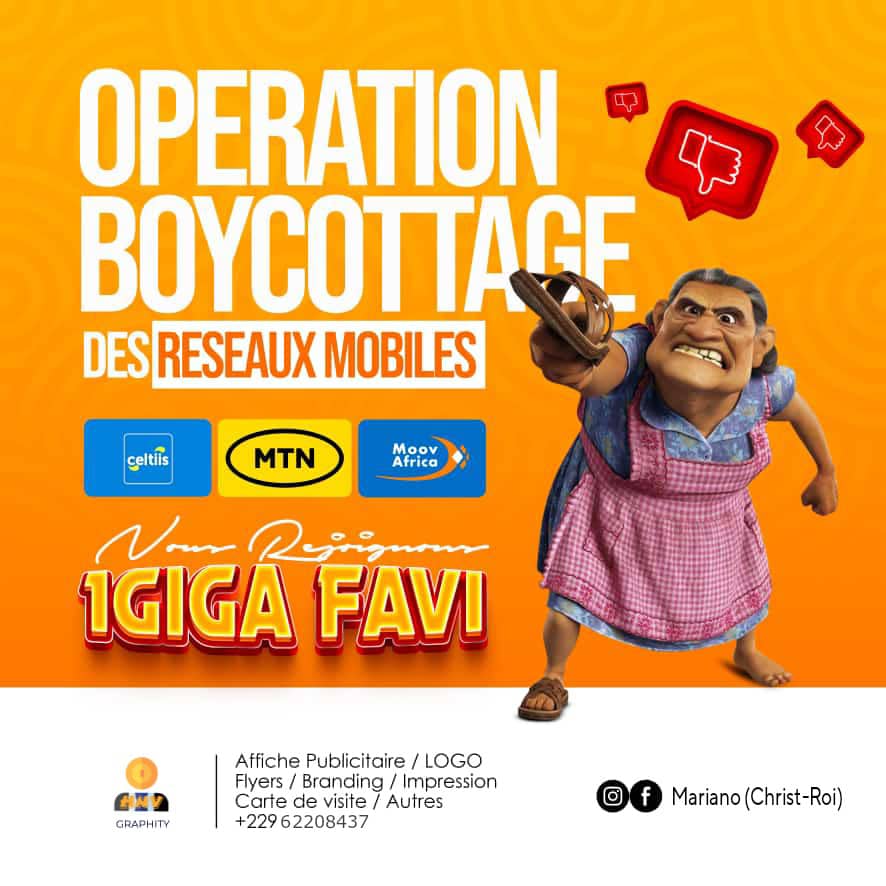 OPERATION
BOYCOTTAGE
DES RESEAUX MOBILES
celtiis
MTN
Moov
Africa
Nous Rejoignons
1GIGA FAVI
HNV
GRAPHITY
Affiche Publicitaire / LOGO
Flyers / Branding / Impression
Carte de visite / Autres
+229 62208437
Mariano (Christ-Roi)